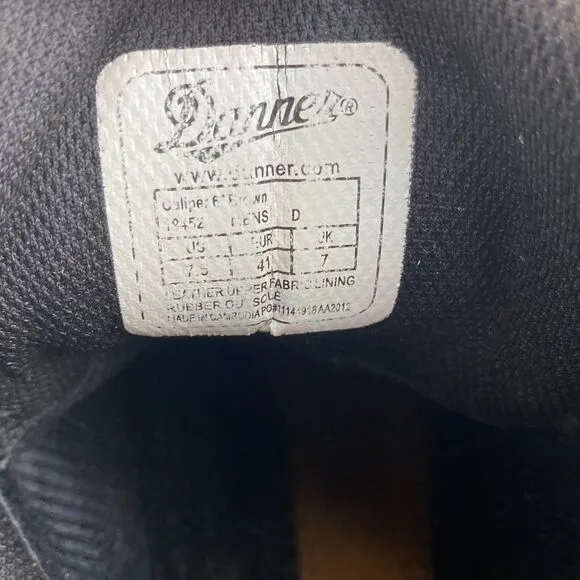 Danner®
www.danner.com
Caliper 6" Brown
19452 MENS D
US EUR UK
7.5 41 7
LEATHER UPPER FABRIC LINING
RUBBER OUTSOLE
MADE IN CAMBODIA